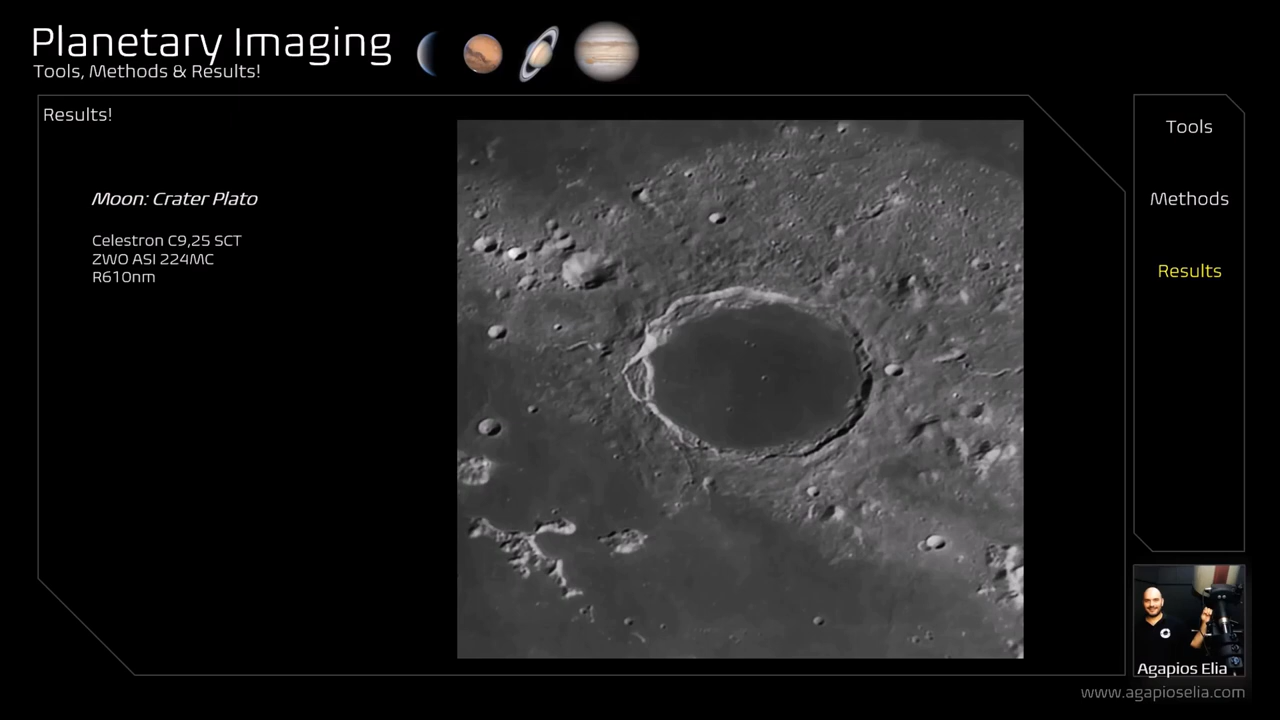 Planetary Imaging
Tools, Methods & Results!
Results!
Moon: Crater Plato
Celestron C9,25 SCT
ZWO ASI 224MC
R610nm
Tools
Methods
Results
Agapios Elia
www.agapioselia.com